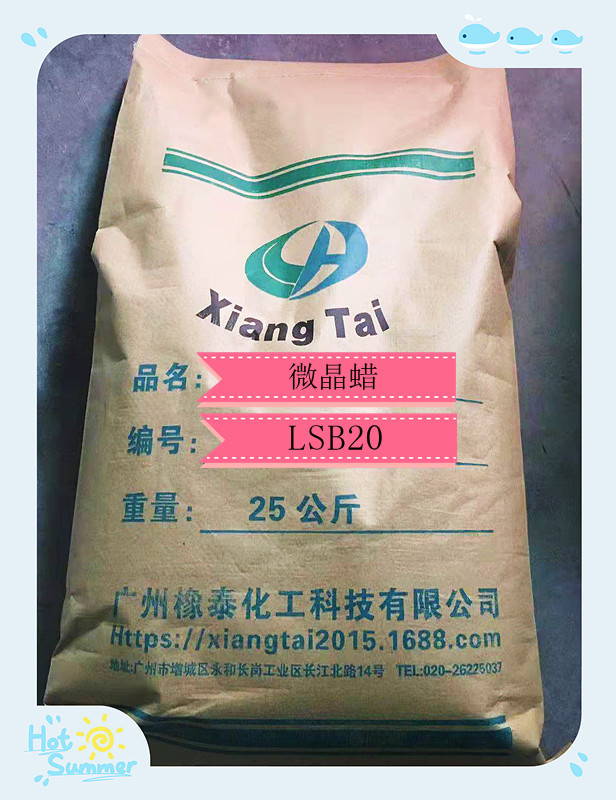 Xiang Tai
品名: 微晶蜡
编号: LSB20
重量: 25 公斤
广州橡泰化工科技有限公司
Https://xiangtai2015.1688.com
地址:广州市增城区永和长岗工业区长江北路14号 TEL:020-26225037
Hot
Summer